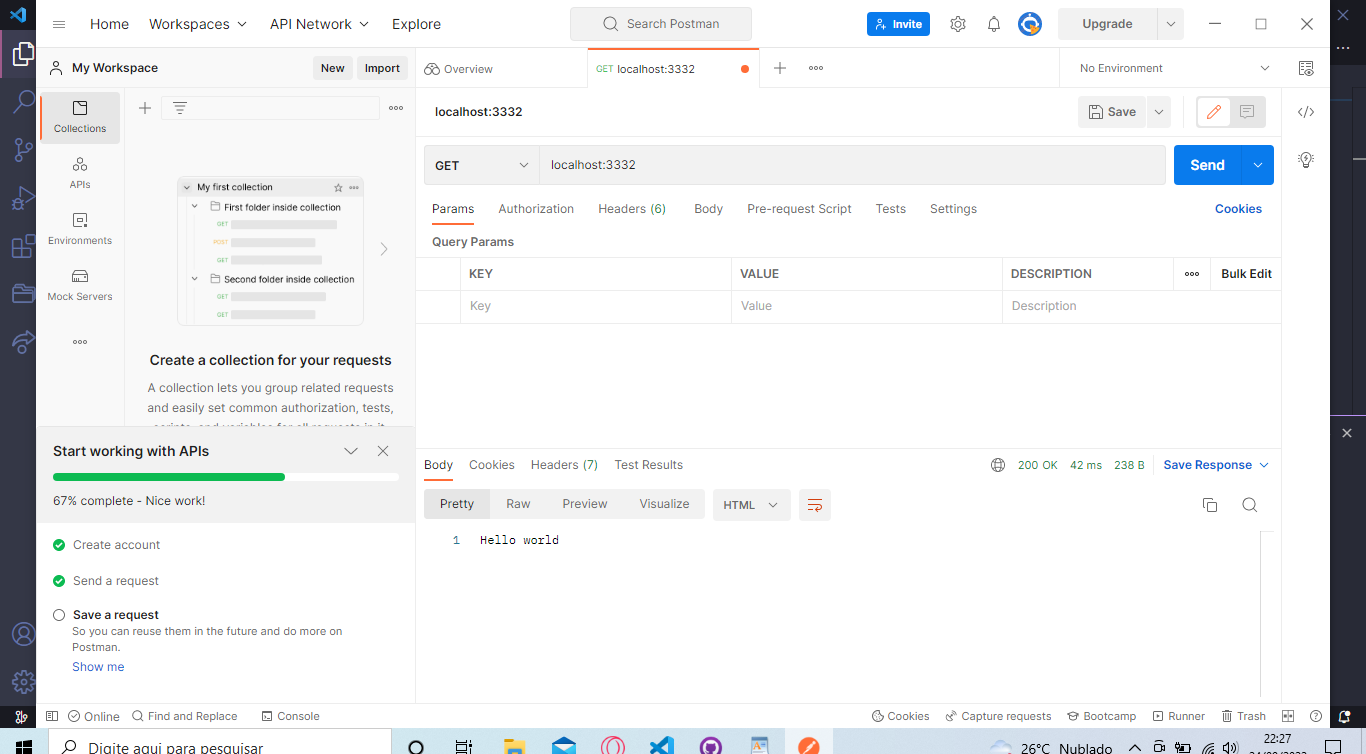 Home Workspaces API Network Explore Search Postman Invite Upgrade
My Workspace New Import Overview GET localhost:3332 No Environment
Collections
APIs
Environments
Mock Servers
My first collection
First folder inside collection
GET
POST
GET
Second folder inside collection
GET
GET
Create a collection for your requests
A collection lets you group related requests
and easily set common authorization, tests,
scripts, and variables for all requests in it.
Start working with APIs
67% complete - Nice work!
Create account
Send a request
Save a request
So you can reuse them in the future and do more on
Postman.
Show me
localhost:3332 Save
GET localhost:3332 Send
Params Authorization Headers (6) Body Pre-request Script Tests Settings Cookies
Query Params
KEY VALUE DESCRIPTION Bulk Edit
Key Value Description
Body Cookies Headers (7) Test Results 200 OK 42 ms 238 B Save Response
Pretty Raw Preview Visualize HTML
1 Hello world
Online Find and Replace Console Cookies Capture requests Bootcamp Runner Trash
Digite aqui para pesquisar 26°C Nublado 22:27